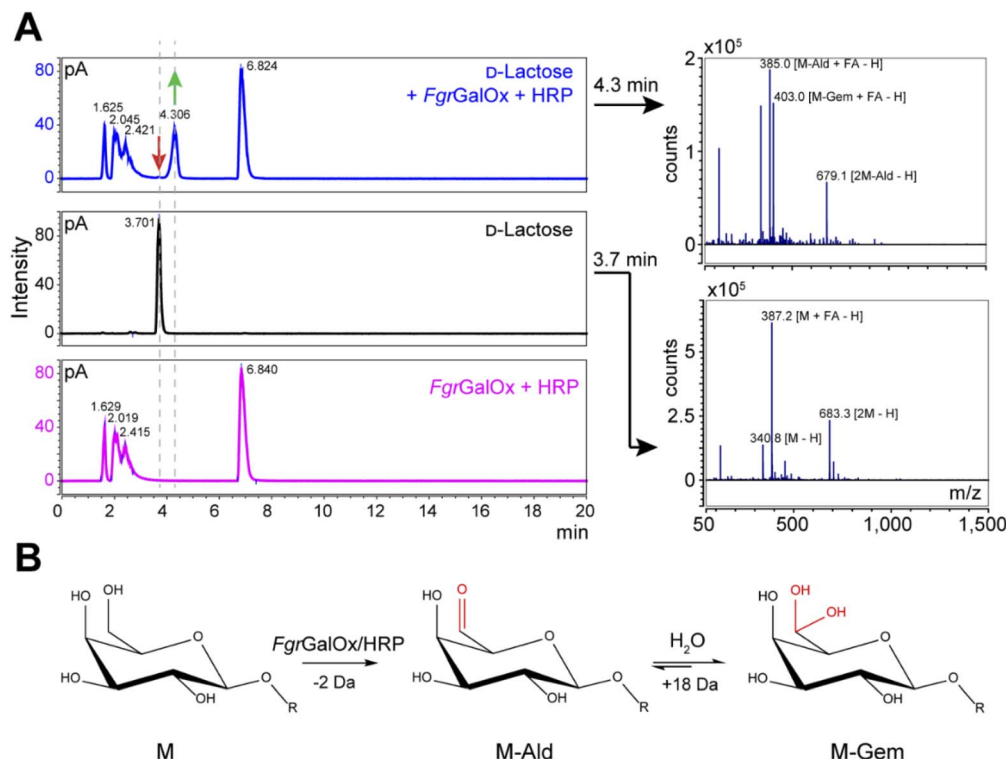 A
pA
80
40
0
1.625
2.045
2.421
4.306
6.824
D-Lactose
+ FgrGalOx + HRP
pA
80
40
0
3.701
D-Lactose
pA
80
40
0
1.629
2.019
2.415
6.840
FgrGalOx + HRP
Intensity
0 2 4 6 8 10 12 14 16 18 20
min
4.3 min
3.7 min
x10⁵
2
1
0
counts
385.0 [M-Ald + FA - H]
403.0 [M-Gem + FA - H]
679.1 [2M-Ald - H]
x10⁵
5
2.5
0
counts
387.2 [M + FA - H]
683.3 [2M - H]
340.8 [M - H]
m/z
50 500 1,000 1,500
B
HO OH
O
HO
OH
O
R
M
FgrGalOx/HRP
-2 Da
O
HO
O
HO
OH
O
R
M-Ald
H₂O
+18 Da
OH
HO
OH
O
HO
OH
O
R
M-Gem